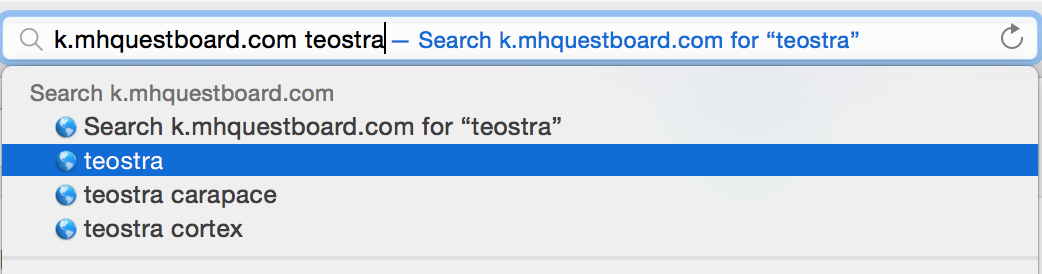 k.mhquestboard.com teostra — Search k.mhquestboard.com for “teostra”
Search k.mhquestboard.com
Search k.mhquestboard.com for “teostra”
teostra
teostra carapace
teostra cortex